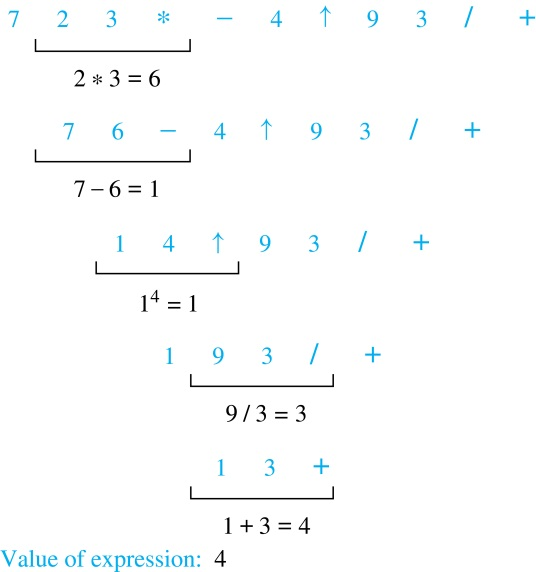 7 2 3 * − 4 ↑ 9 3 / +
2 * 3 = 6
7 6 − 4 ↑ 9 3 / +
7 − 6 = 1
1 4 ↑ 9 3 / +
1⁴ = 1
1 9 3 / +
9 / 3 = 3
1 3 +
1 + 3 = 4
Value of expression: 4